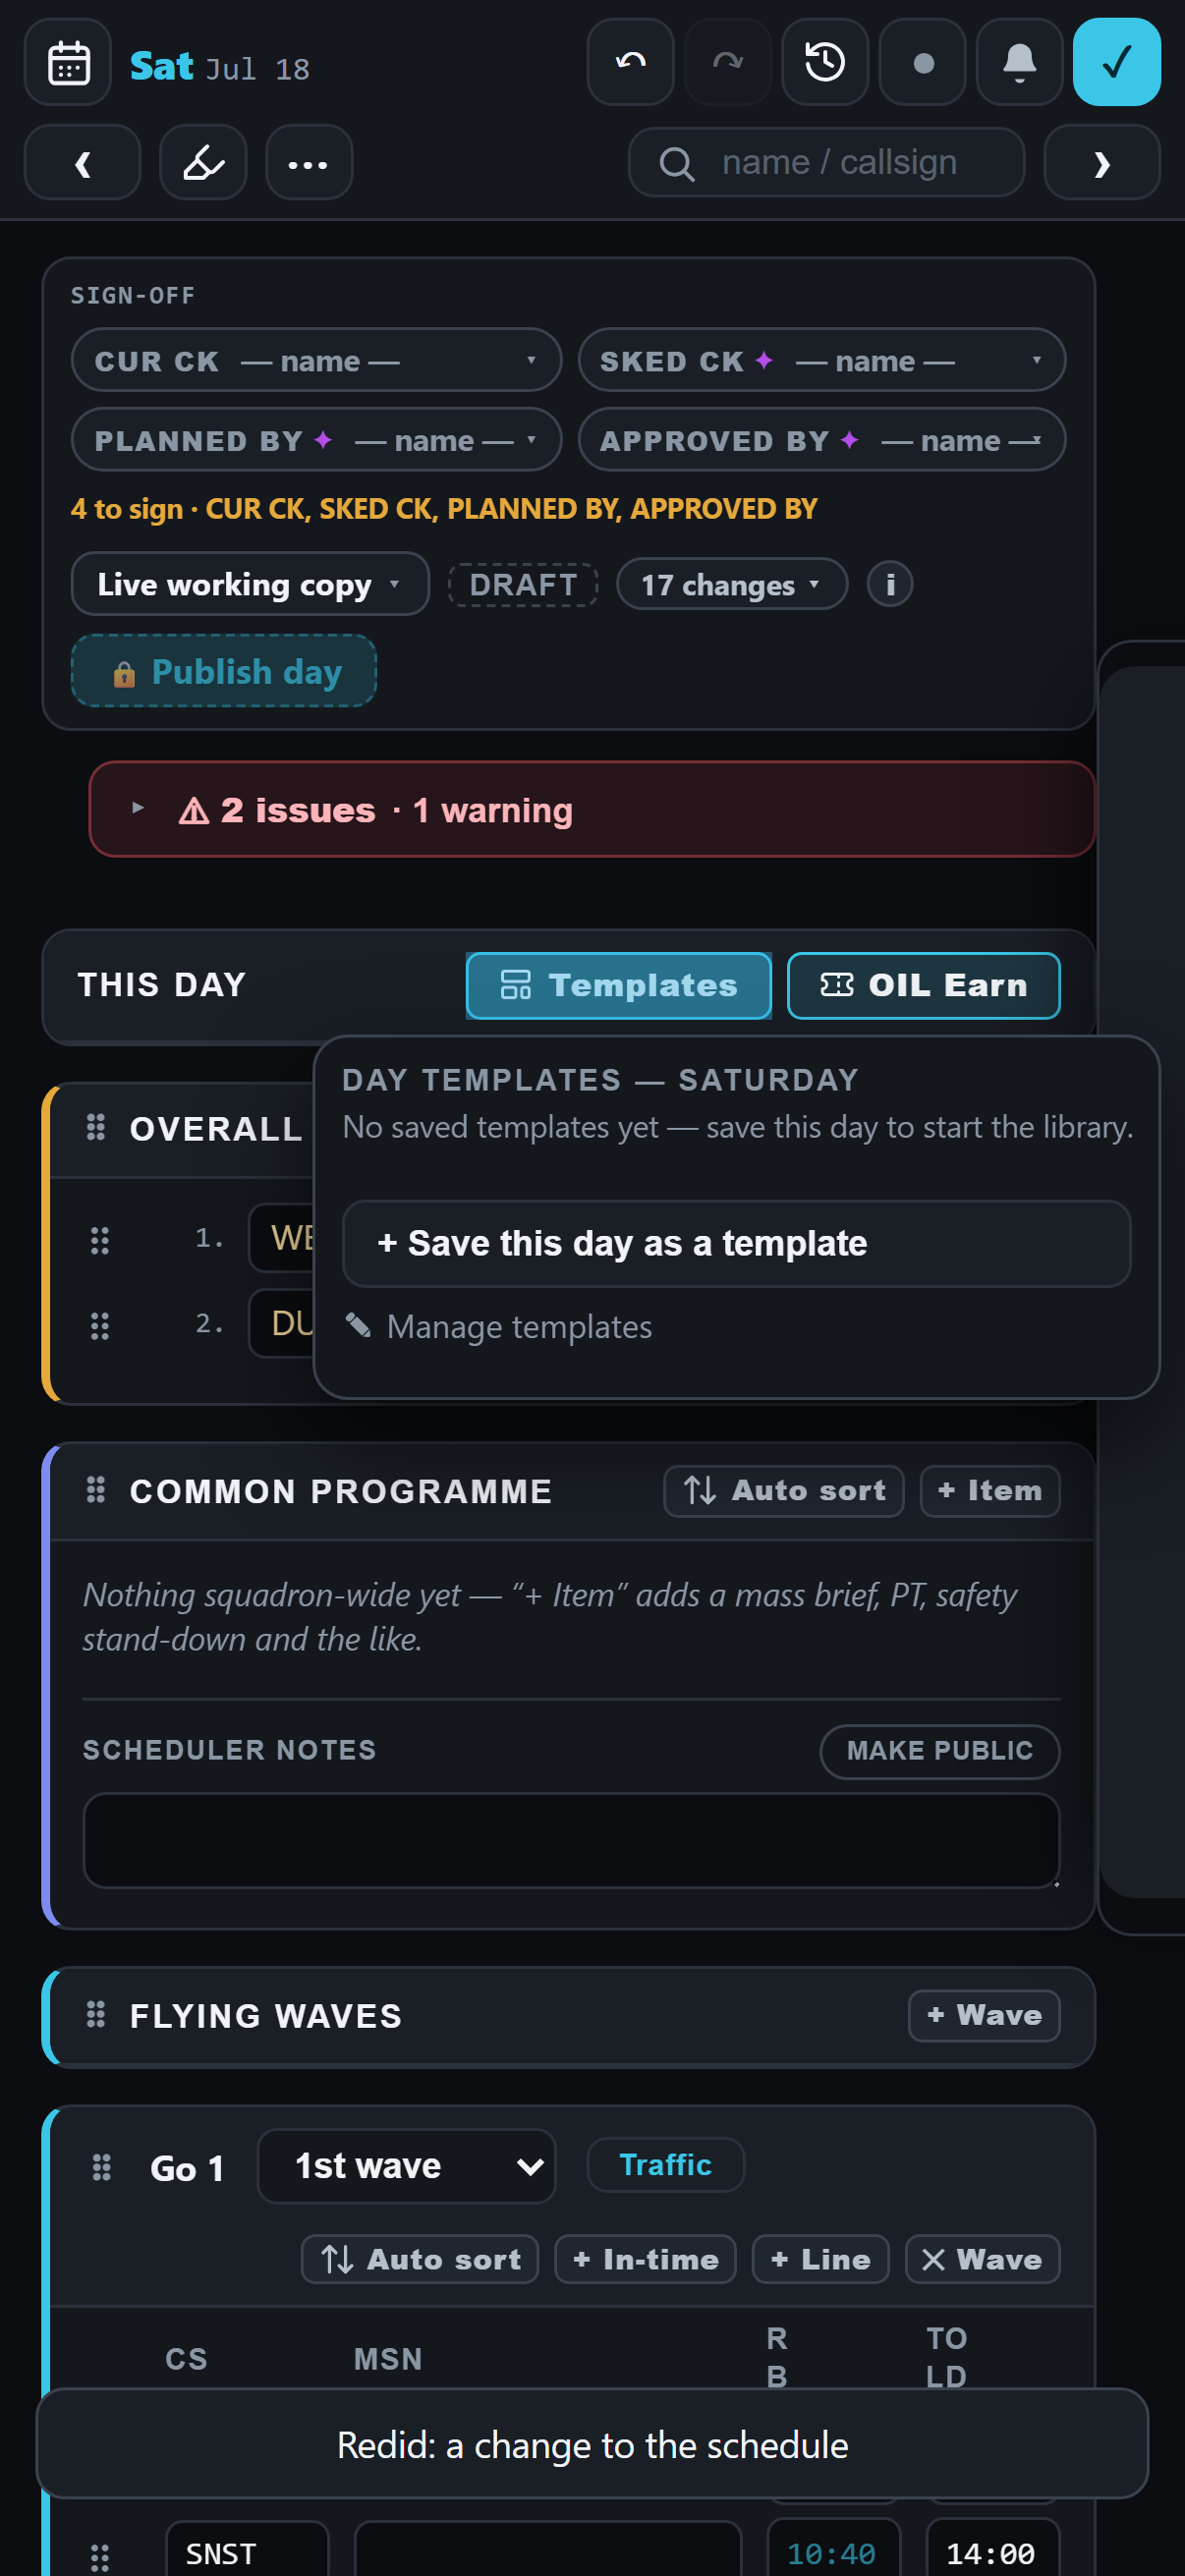 Sat Jul 18
name / callsign
SIGN-OFF
CUR CK — name —
SKED CK — name —
PLANNED BY — name —
APPROVED BY — name —
4 to sign · CUR CK, SKED CK, PLANNED BY, APPROVED BY
Live working copy DRAFT 17 changes i
Publish day
2 issues · 1 warning
THIS DAY Templates OIL Earn
DAY TEMPLATES — SATURDAY
No saved templates yet — save this day to start the library.
+ Save this day as a template
Manage templates
OVERALL
1.
2.
COMMON PROGRAMME Auto sort + Item
Nothing squadron-wide yet — “+ Item” adds a mass brief, PT, safety
stand-down and the like.
SCHEDULER NOTES MAKE PUBLIC
FLYING WAVES + Wave
Go 1 1st wave Traffic
Auto sort + In-time + Line × Wave
CS MSN R
B TO
LD
Redid: a change to the schedule
SNST 10:40 14:00